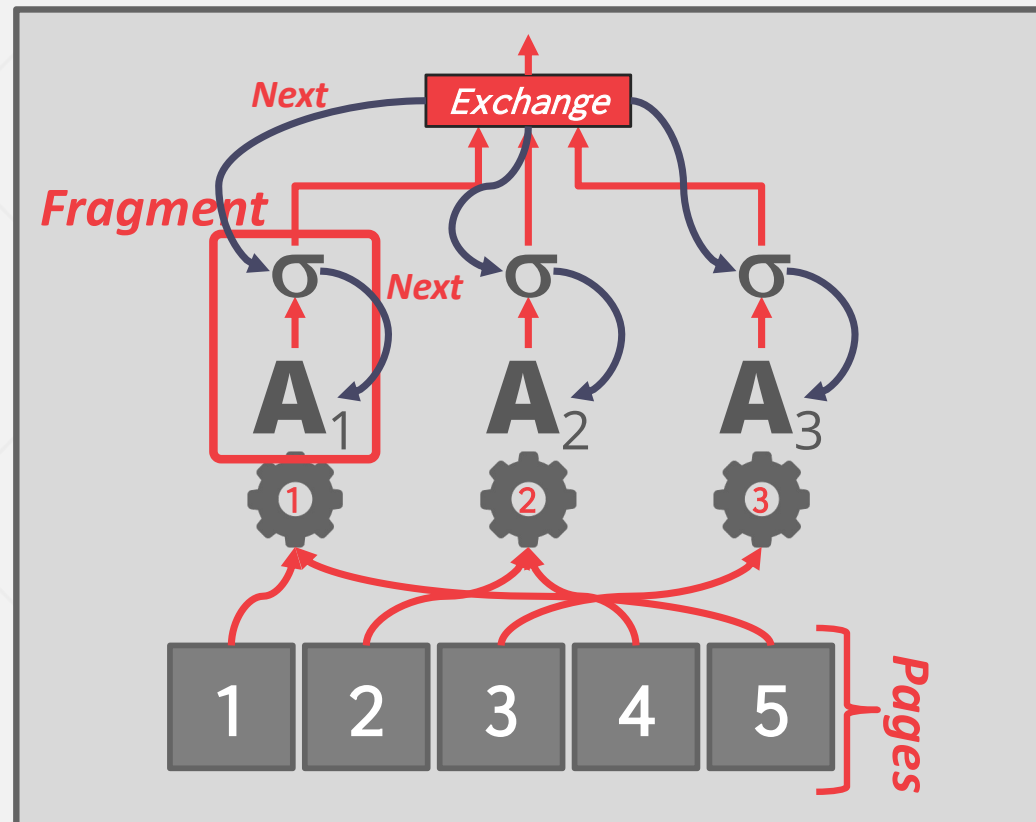 Next
Exchange
Fragment
σ σ σ
Next
A1 A2 A3
1 2 3
1 2 3 4 5
Pages